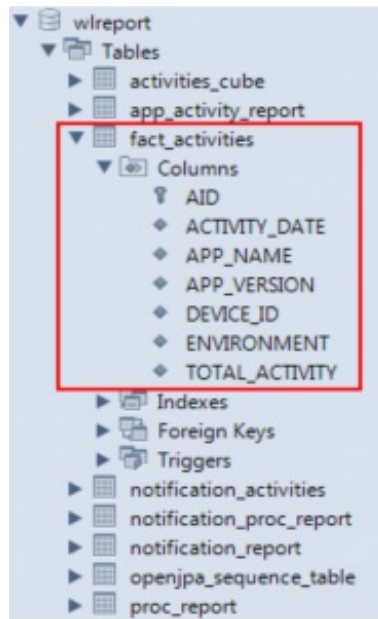 wlreport
Tables
activities_cube
app_activity_report
fact_activities
Columns
AID
ACTIVITY_DATE
APP_NAME
APP_VERSION
DEVICE_ID
ENVIRONMENT
TOTAL_ACTIVITY
Indexes
Foreign Keys
Triggers
notification_activities
notification_proc_report
notification_report
openjpa_sequence_table
proc_report